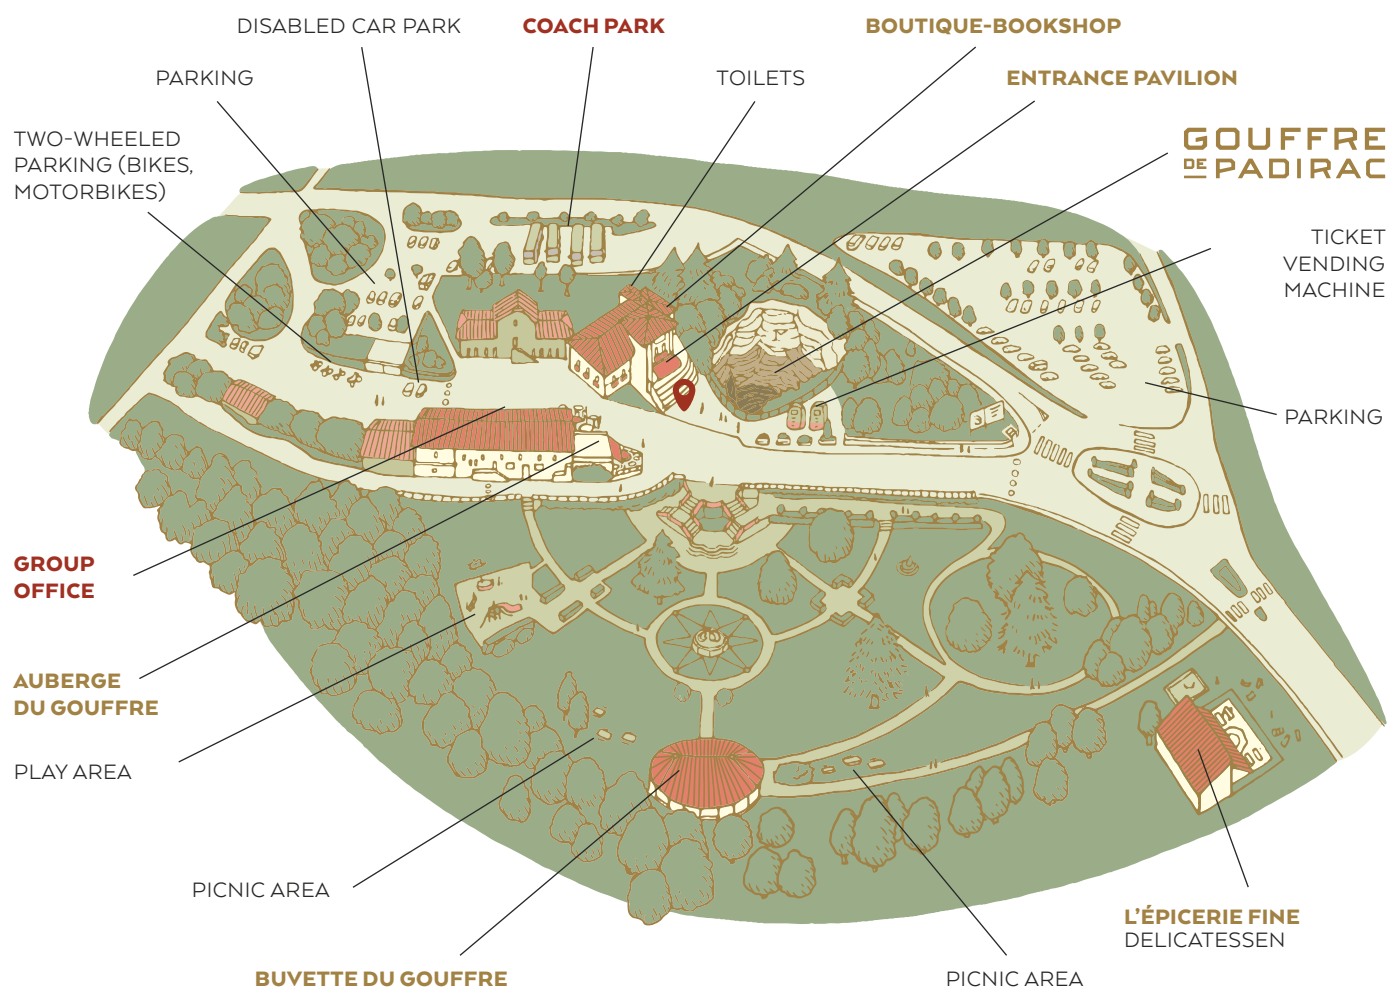 DISABLED CAR PARK
COACH PARK
BOUTIQUE-BOOKSHOP
PARKING
TOILETS
ENTRANCE PAVILION
TWO-WHEELED
PARKING (BIKES,
MOTORBIKES)
GOUFFRE
DE PADIRAC
TICKET
VENDING
MACHINE
PARKING
3
GROUP
OFFICE
AUBERGE
DU GOUFFRE
PLAY AREA
PICNIC AREA
L'ÉPICERIE FINE
DELICATESSEN
BUVETTE DU GOUFFRE
PICNIC AREA